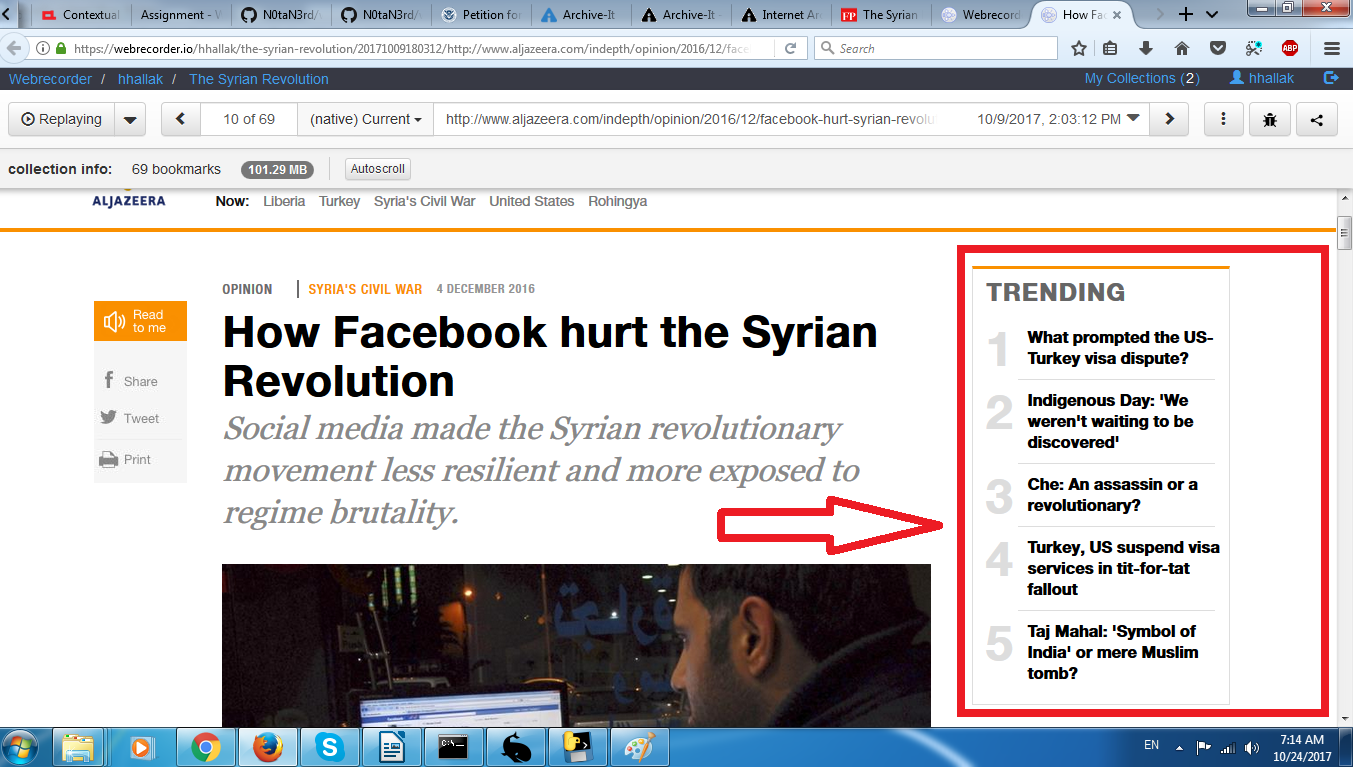 Contextual
Assignment - W
N0taN3rd/
N0taN3rd/
Petition for
Archive-It
Archive-It -
Internet Ar
The Syrian
Webrecord
How Fac
https://webrecorder.io/hhallak/the-syrian-revolution/20171009180312/http://www.aljazeera.com/indepth/opinion/2016/12/face
Search
ABP
Webrecorder / hhallak / The Syrian Revolution
My Collections (2)
hhallak
Replaying
10 of 69
(native) Current
http://www.aljazeera.com/indepth/opinion/2016/12/facebook-hurt-syrian-revolu
10/9/2017, 2:03:12 PM
collection info: 69 bookmarks 101.29 MB Autoscroll
ALJAZEERA
Now: Liberia Turkey Syria's Civil War United States Rohingya
OPINION | SYRIA'S CIVIL WAR 4 DECEMBER 2016
Read
to me
Share
Tweet
Print
How Facebook hurt the Syrian
Revolution
Social media made the Syrian revolutionary
movement less resilient and more exposed to
regime brutality.
TRENDING
1 What prompted the US-
Turkey visa dispute?
2 Indigenous Day: 'We
weren't waiting to be
discovered'
3 Che: An assassin or a
revolutionary?
4 Turkey, US suspend visa
services in tit-for-tat
fallout
5 Taj Mahal: 'Symbol of
India' or mere Muslim
tomb?
EN
7:14 AM
10/24/2017